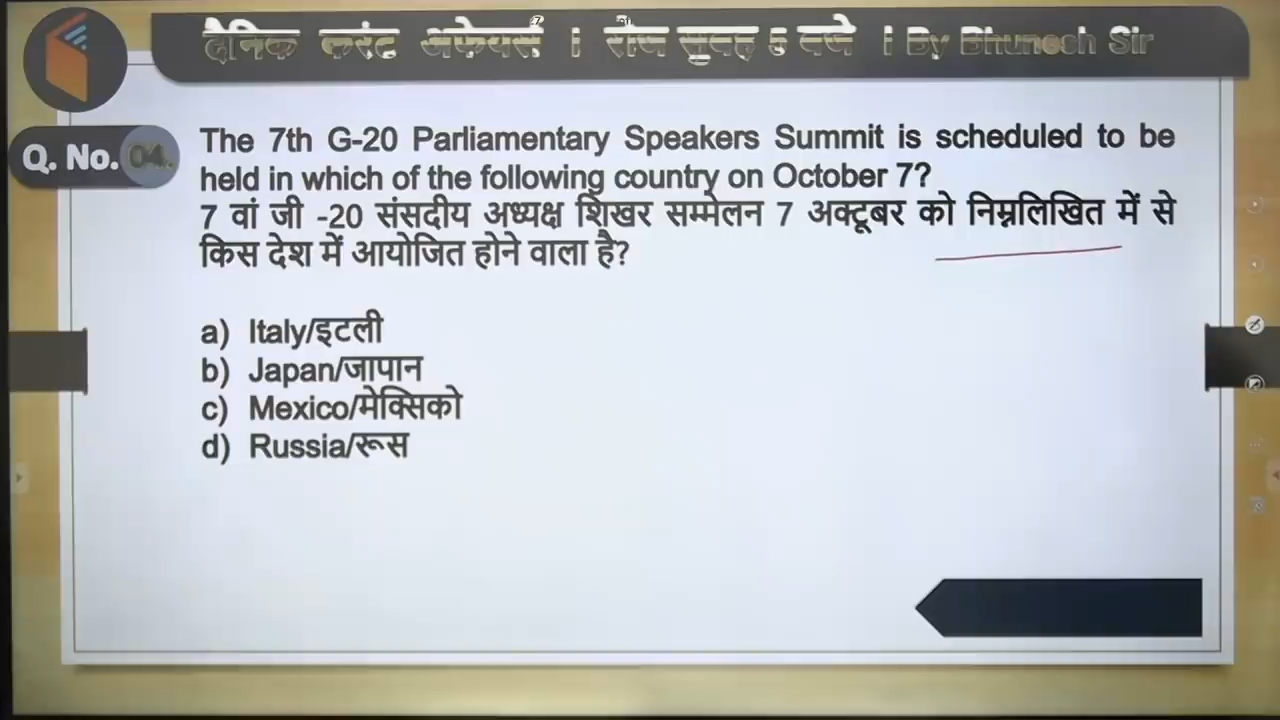 दैनिक करंट अफेयर्स । रोज सुबह 5 बजे । By Bhunesh Sir
Q. No. 04.
The 7th G-20 Parliamentary Speakers Summit is scheduled to be
held in which of the following country on October 7?
7 वां जी -20 संसदीय अध्यक्ष शिखर सम्मेलन 7 अक्टूबर को निम्नलिखित में से
किस देश में आयोजित होने वाला है?
a) Italy/इटली
b) Japan/जापान
c) Mexico/मेक्सिको
d) Russia/रूस